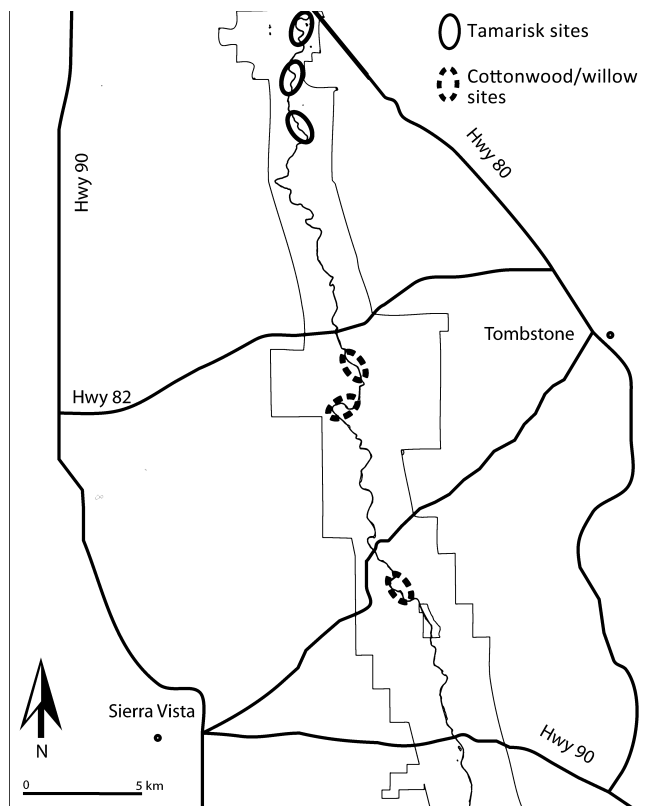 Tamarisk sites
Cottonwood/willow
sites
Hwy 90
Hwy 80
Tombstone
Hwy 82
Sierra Vista
Hwy 90
N
0 5 km